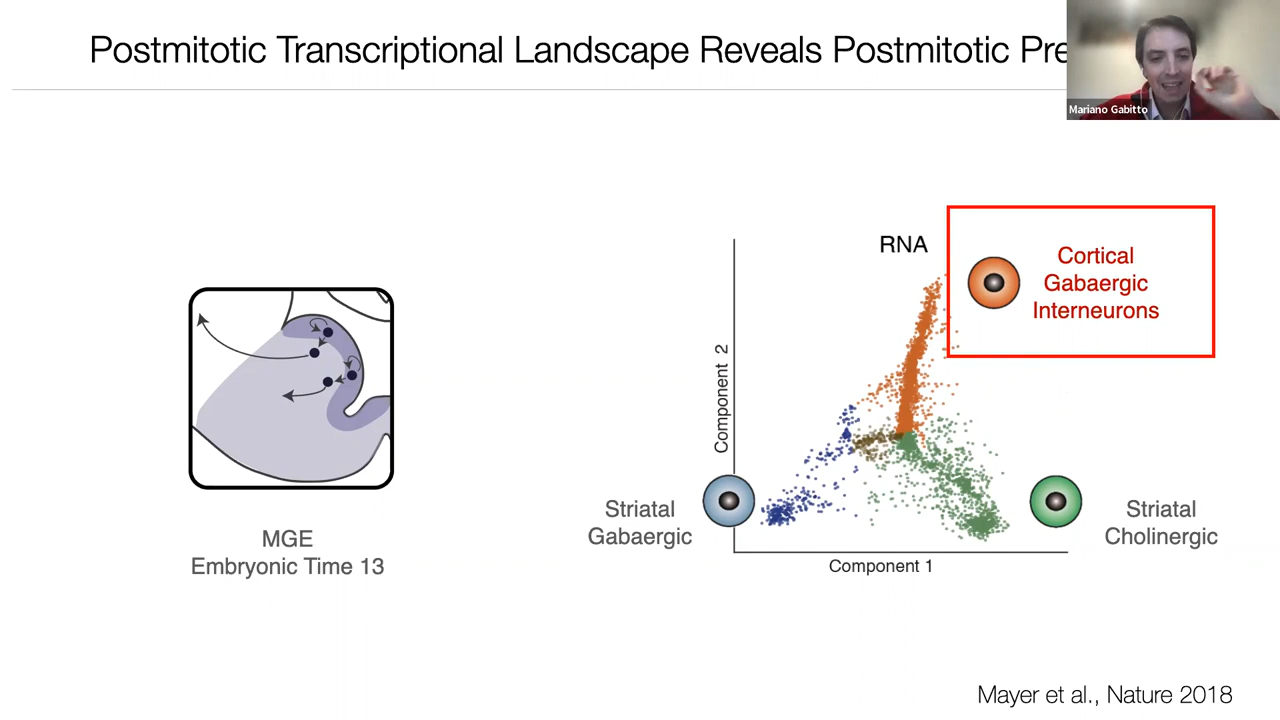 Postmitotic Transcriptional Landscape Reveals Postmitotic
Mariano Gabitto
RNA
Cortical
Gabaergic
Interneurons
Component 2
Striatal
Gabaergic
Striatal
Cholinergic
Component 1
MGE
Embryonic Time 13
Mayer et al., Nature 2018